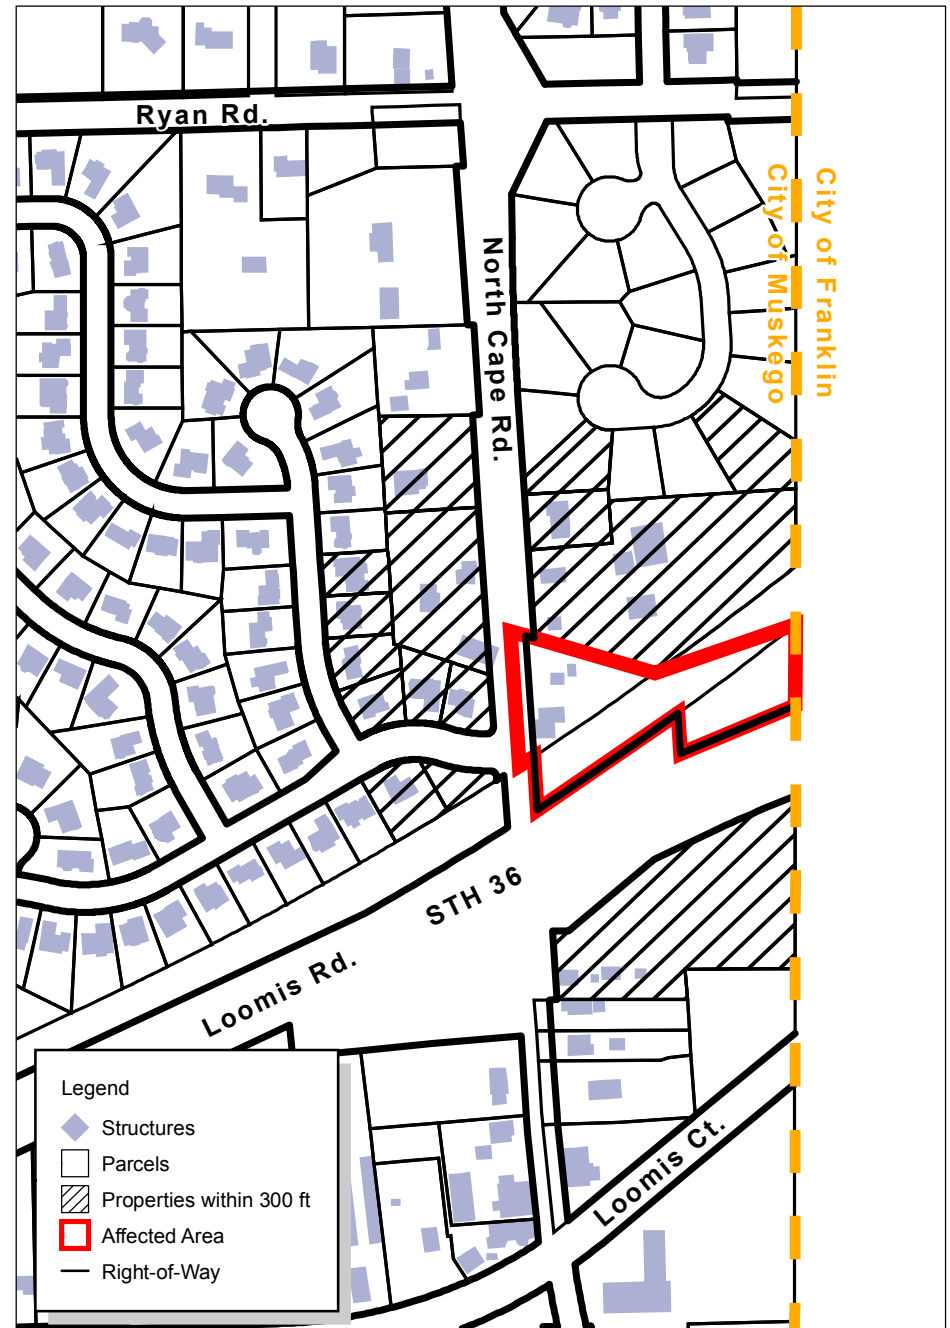 Ryan Rd.
North Cape Rd.
City of Muskego
City of Franklin
STH 36
Loomis Rd.
Loomis Ct.
Legend
Structures
Parcels
Properties within 300 ft
Affected Area
Right-of-Way